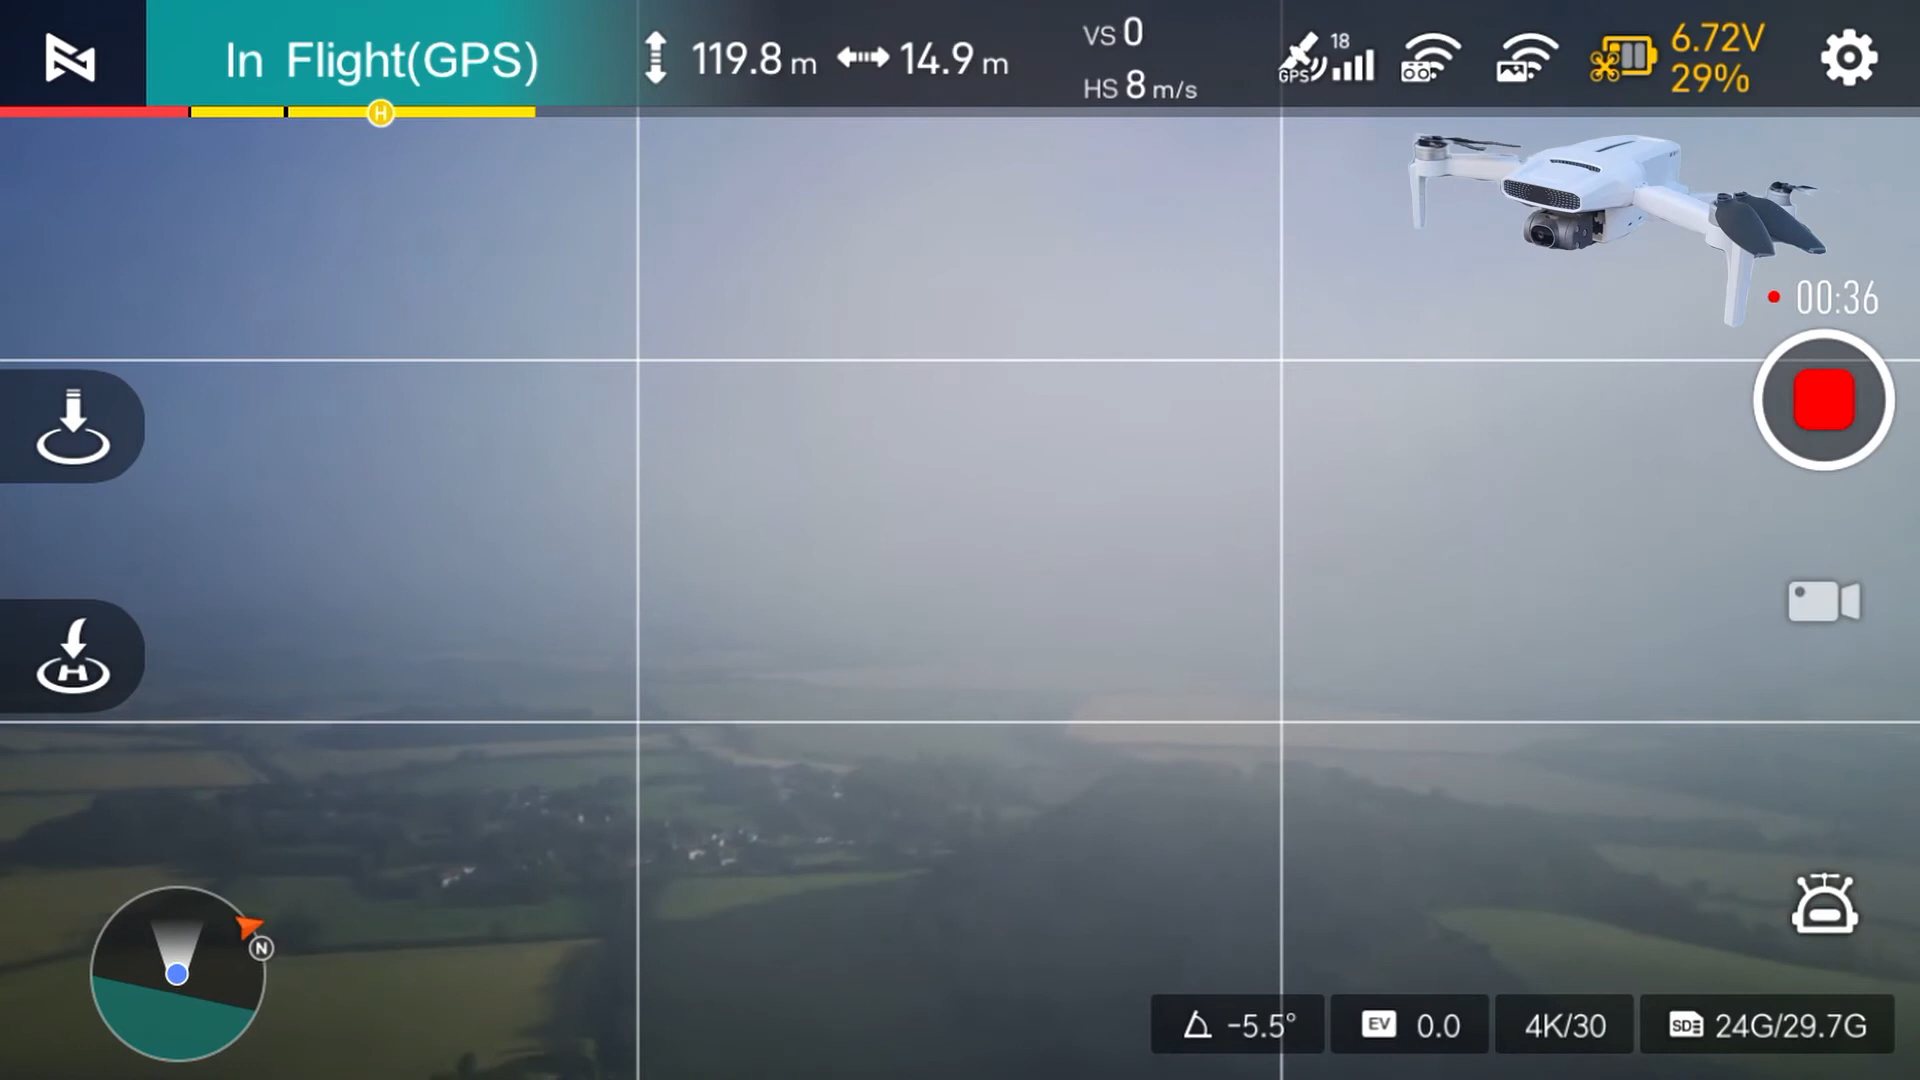 In Flight(GPS)
119.8 m
14.9 m
VS 0
HS 8 m/s
GPS
18
6.72V
29%
H
00:36
H
N
-5.5°
EV 0.0
4K/30
SD 24G/29.7G